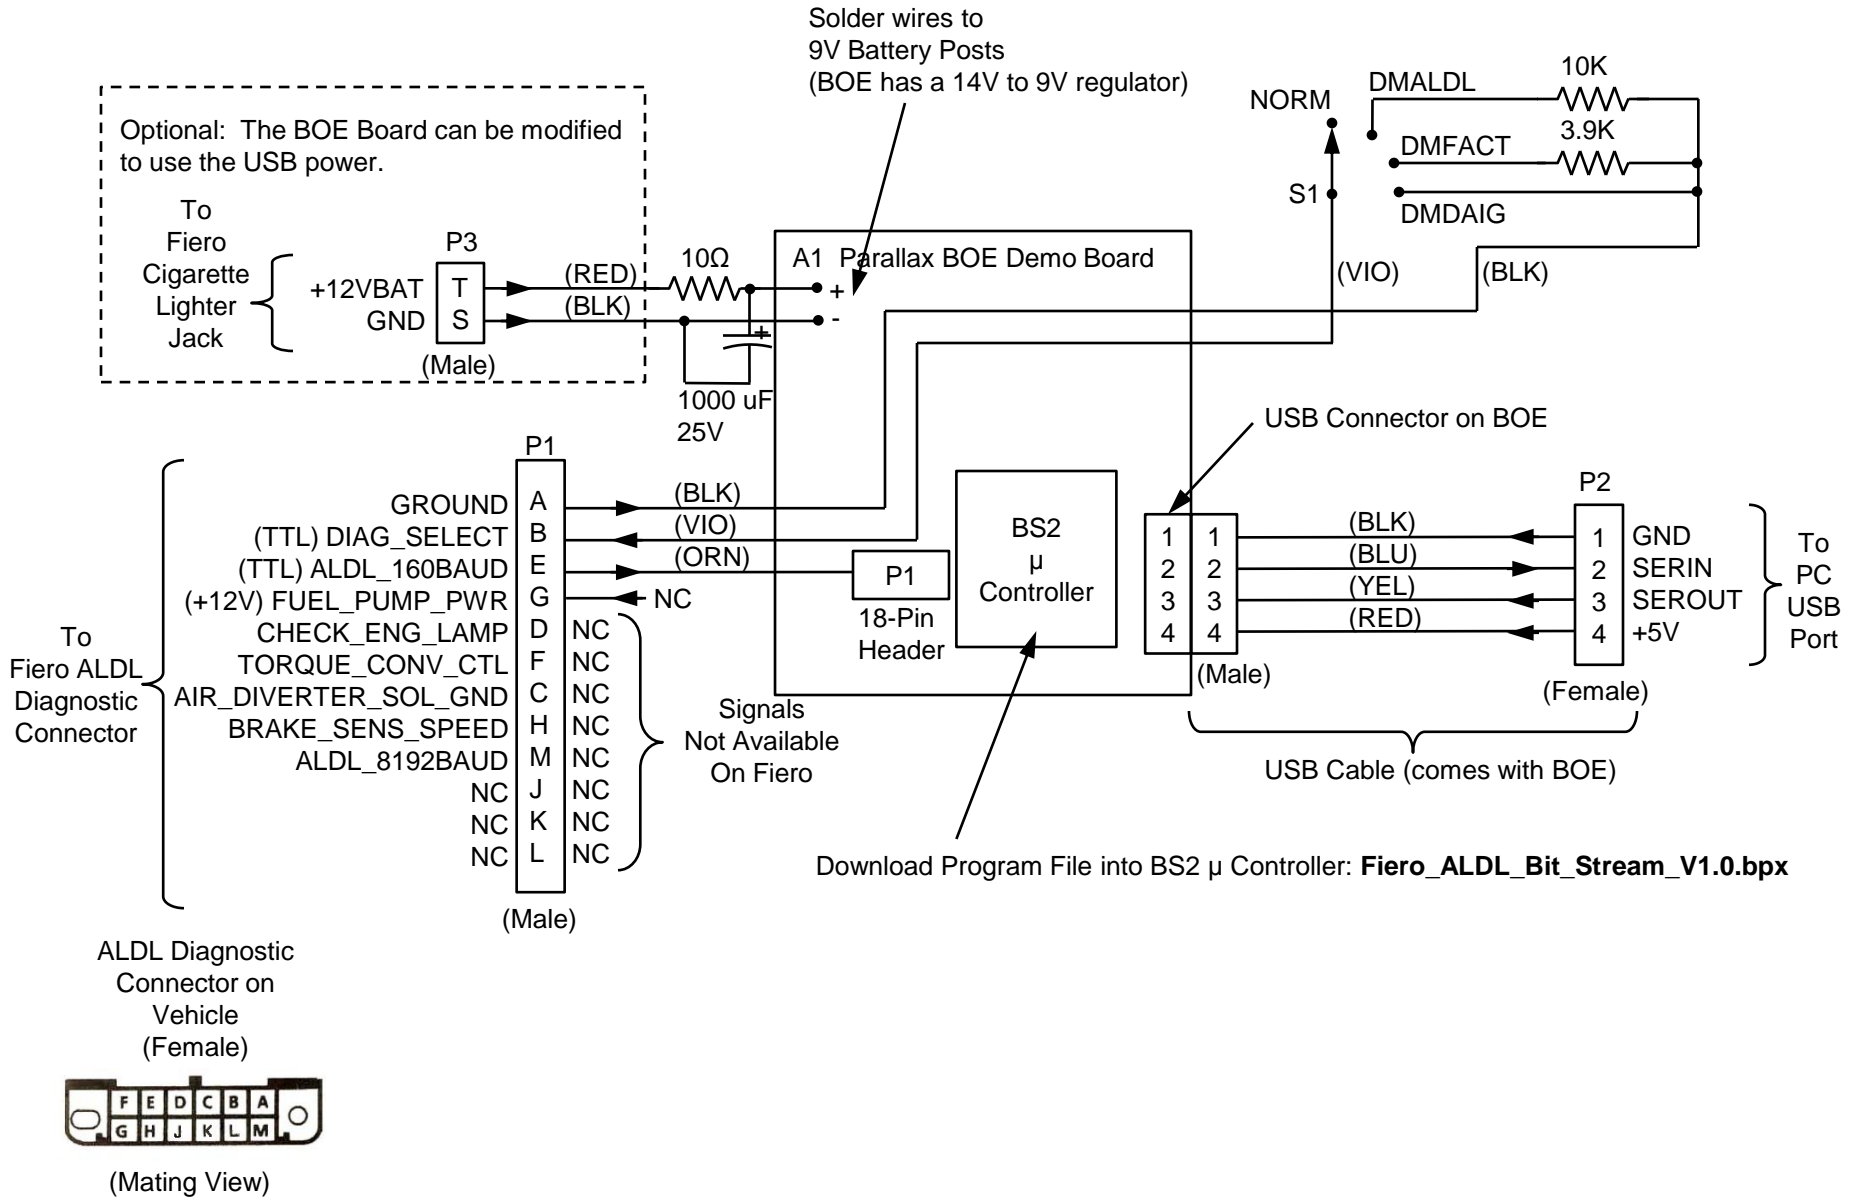 Solder wires to
9V Battery Posts
(BOE has a 14V to 9V regulator)
Optional: The BOE Board can be modified
to use the USB power.
To
Fiero
Cigarette
Lighter
Jack
P3
+12VBAT
GND
T
S
(Male)
(RED)
(BLK)
10Ω
+
1000 uF
25V
A1 Parallax BOE Demo Board
+
-
NORM
S1
DMALDL
10K
DMFACT
3.9K
DMDAIG
(VIO)
(BLK)
USB Connector on BOE
P1
To
Fiero ALDL
Diagnostic
Connector
GROUND A (BLK)
(TTL) DIAG_SELECT B (VIO)
(TTL) ALDL_160BAUD E (ORN)
(+12V) FUEL_PUMP_PWR G NC
CHECK_ENG_LAMP D NC
TORQUE_CONV_CTL F NC
AIR_DIVERTER_SOL_GND C NC
BRAKE_SENS_SPEED H NC
ALDL_8192BAUD M NC
NC J NC
NC K NC
NC L NC
(Male)
Signals
Not Available
On Fiero
P1
18-Pin
Header
BS2
µ
Controller
P2
1 1 (BLK) 1 GND
2 2 (BLU) 2 SERIN
3 3 (YEL) 3 SEROUT
4 4 (RED) 4 +5V
(Male)
(Female)
To
PC
USB
Port
USB Cable (comes with BOE)
Download Program File into BS2 µ Controller: Fiero_ALDL_Bit_Stream_V1.0.bpx
ALDL Diagnostic
Connector on
Vehicle
(Female)
F E D C B A
G H J K L M
(Mating View)